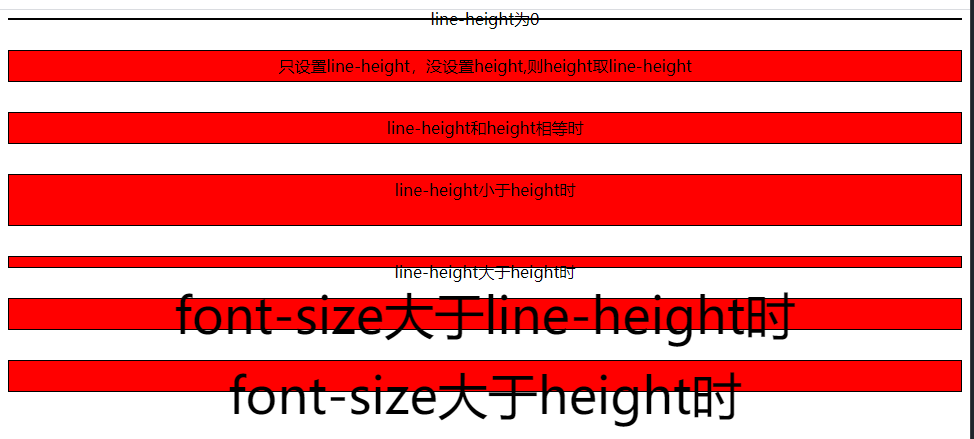 line-height为0
只设置line-height，没设置height,则height取line-height
line-height和height相等时
line-height小于height时
line-height大于height时
font-size大于line-height时
font-size大于height时